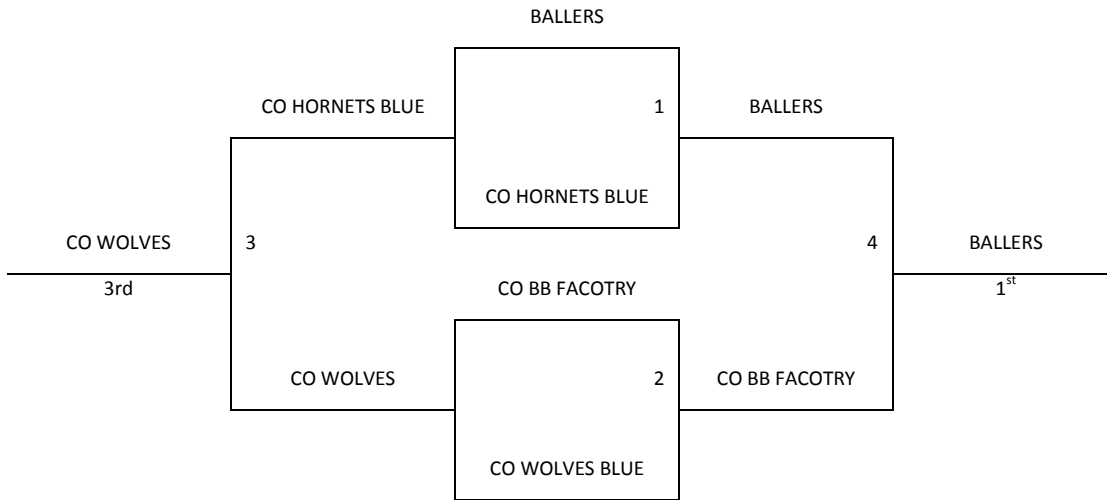 BALLERS
CO HORNETS BLUE
1
BALLERS
CO HORNETS BLUE
CO WOLVES
3
4
BALLERS
3rd
CO BB FACOTRY
1st
CO WOLVES
2
CO BB FACOTRY
CO WOLVES BLUE